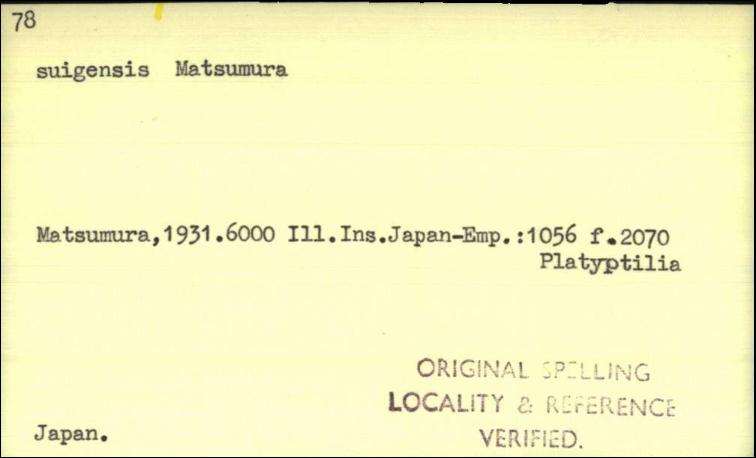 78
suigensis Matsumura
Matsumura,1931.6000 Ill.Ins.Japan-Emp.:1056 f.2070
Platyptilia
ORIGINAL SPELLING
LOCALITY & REFERENCE
Japan.
VERIFIED.